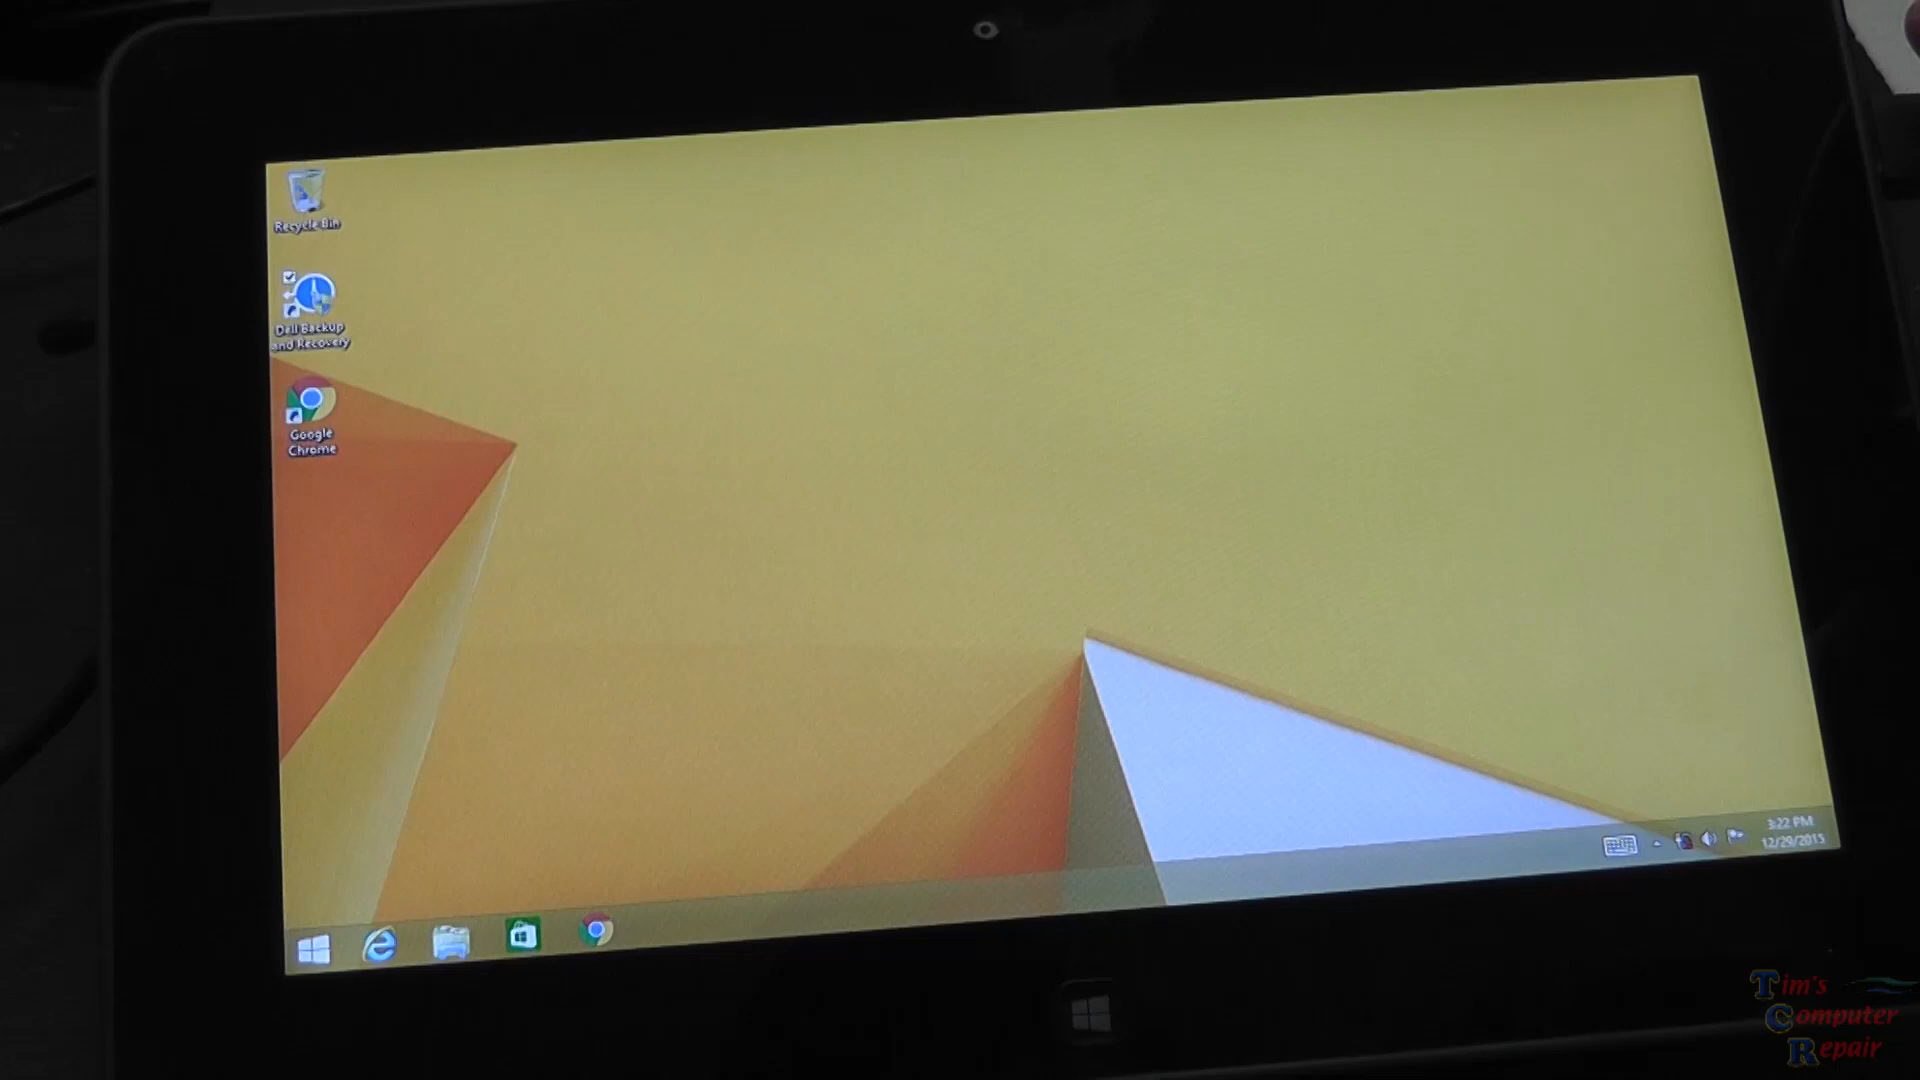 Recycle Bin
Dell Backup
and Recovery
Google
Chrome
3:22 PM
12/29/2015
Tim's
Computer
Repair